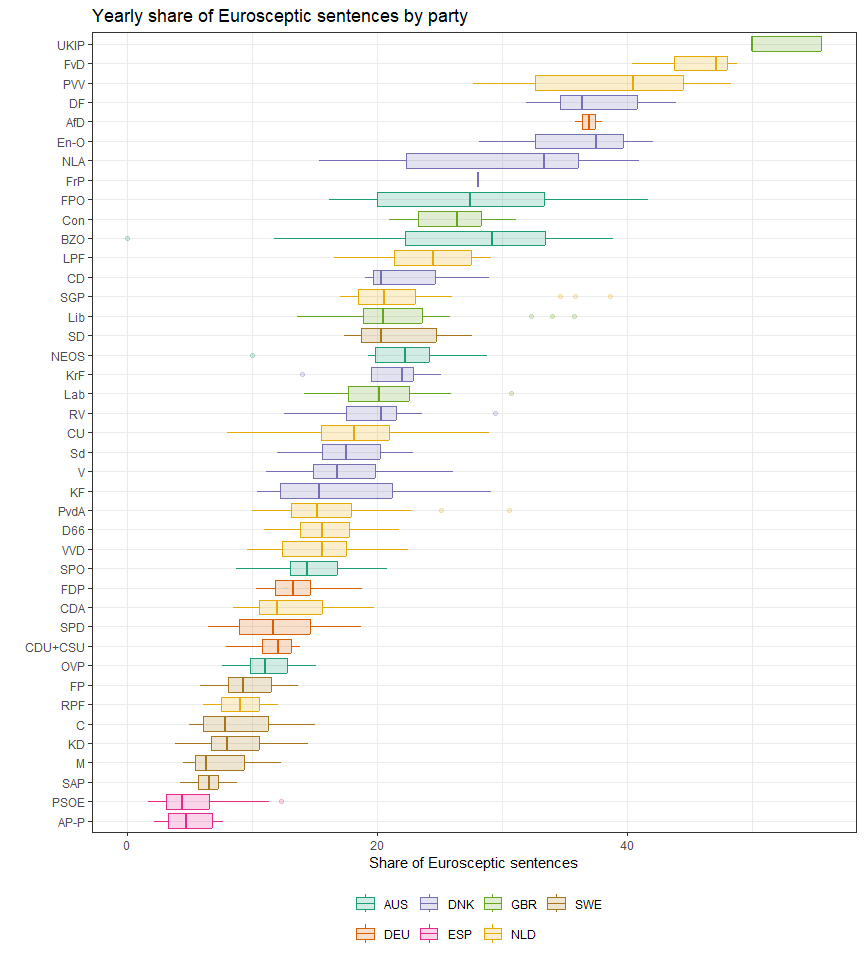 Yearly share of Eurosceptic sentences by party
UKIP
FvD
PVV
DF
AfD
En-O
NLA
FrP
FPO
Con
BZO
LPF
CD
SGP
Lib
SD
NEOS
KrF
Lab
RV
CU
Sd
V
KF
PvdA
D66
VVD
SPO
FDP
CDA
SPD
CDU+CSU
OVP
FP
RPF
C
KD
M
SAP
PSOE
AP-P
0 20 40
Share of Eurosceptic sentences
AUS DNK GBR SWE
DEU ESP NLD